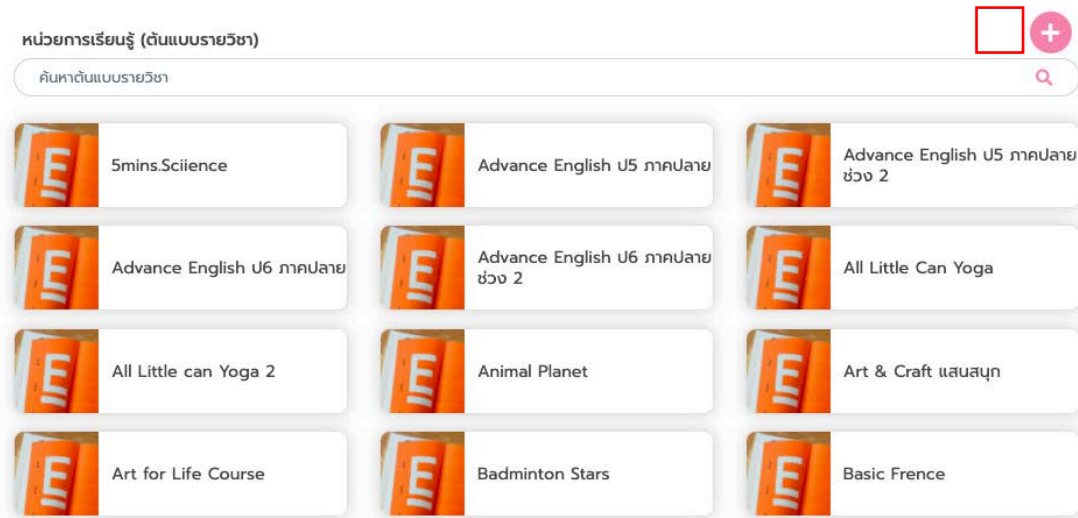 หน่วยการเรียนรู้ (ต้นแบบรายวิชา)
ค้นหาต้นแบบรายวิชา
5mins.Sciience
Advance English ป5 ภาคปลาย
Advance English ป5 ภาคปลาย
ช่วง 2
Advance English ป6 ภาคปลาย
Advance English ป6 ภาคปลาย
ช่วง 2
All Little Can Yoga
All Little can Yoga 2
Animal Planet
Art & Craft แสนสนุก
Art for Life Course
Badminton Stars
Basic Frence